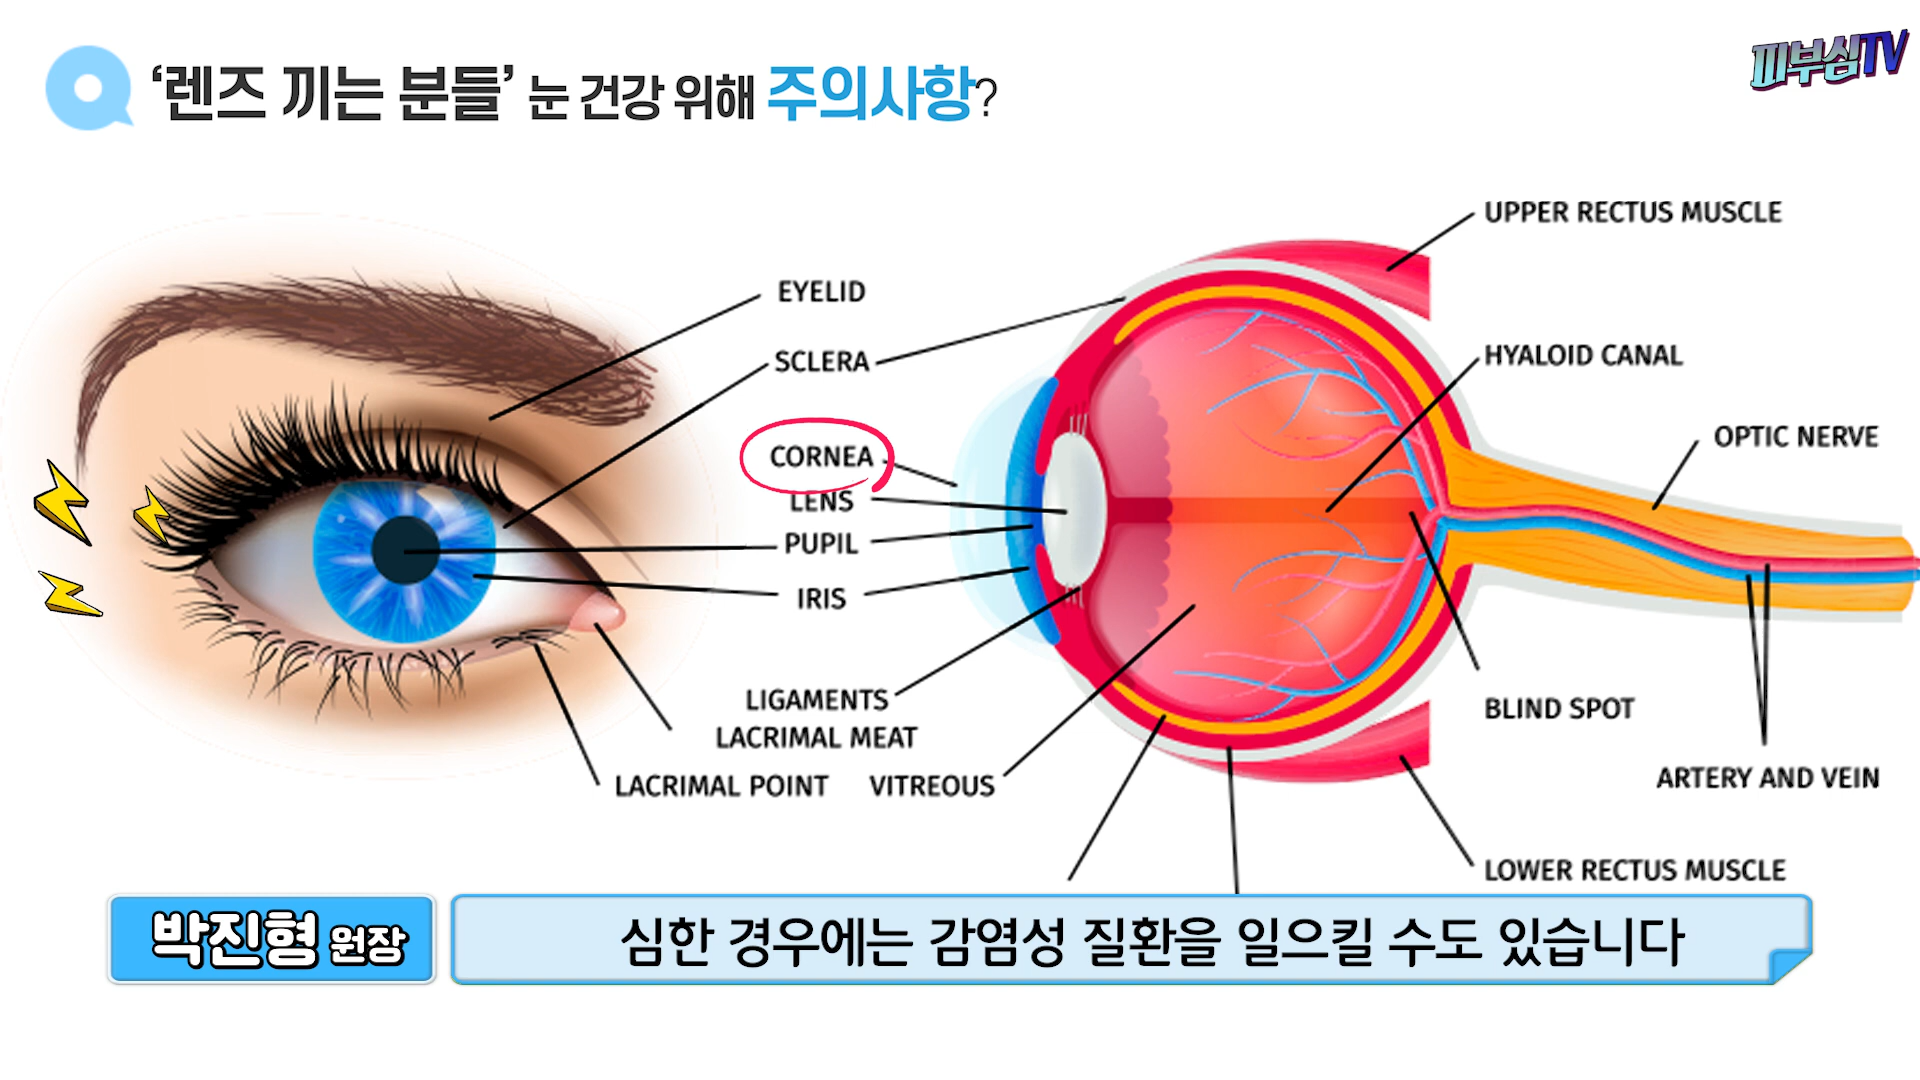 ‘렌즈 끼는 분들’ 눈 건강 위해 주의사항?
피부심TV
UPPER RECTUS MUSCLE
EYELID
SCLERA
HYALOID CANAL
OPTIC NERVE
CORNEA
LENS
PUPIL
IRIS
LIGAMENTS
LACRIMAL MEAT
BLIND SPOT
LACRIMAL POINT
VITREOUS
ARTERY AND VEIN
LOWER RECTUS MUSCLE
박진형 원장
심한 경우에는 감염성 질환을 일으킬 수도 있습니다